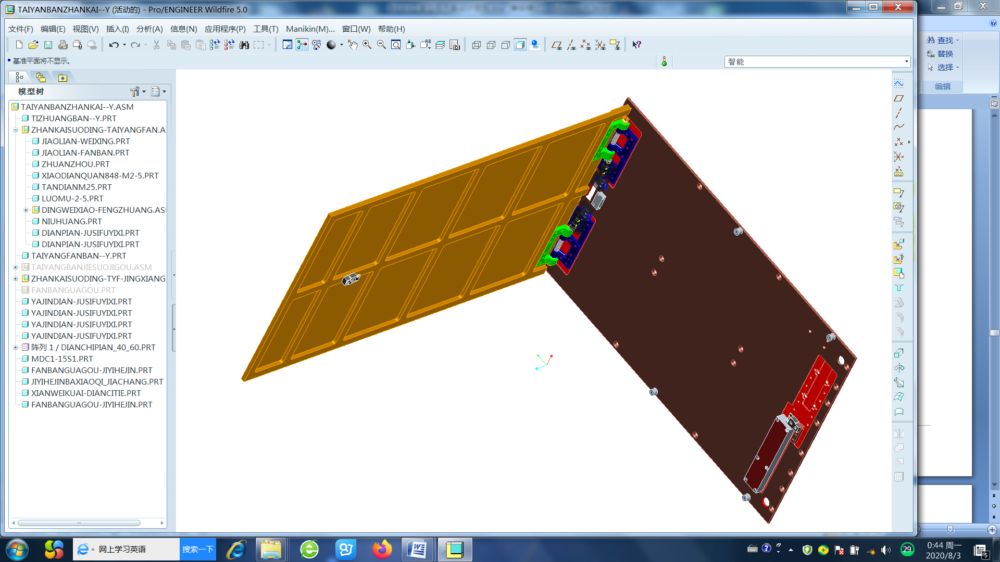 TAIYANBANZHANKAI--Y (活动的) - Pro/ENGINEER Wildfire 5.0
文件(F) 编辑(E) 视图(V) 插入(I) 分析(A) 信息(N) 应用程序(P) 工具(T) Manikin(M)... 窗口(W) 帮助(H)
基准平面将不显示。
智能
查找
替换
选择
编辑
模型树
TAIYANBANZHANKAI--Y.ASM
TIZHUANGBAN--Y.PRT
ZHANKAISUODING-TAIYANGFAN.A
JIAOLIAN-WEIXING.PRT
JIAOLIAN-FANBAN.PRT
ZHUANZHOU.PRT
XIAODIANQUAN848-M2-5.PRT
TANDIANM25.PRT
LUOMU-2-5.PRT
DINGWEIXIAO-FENGZHUANG.AS
NIUHUANG.PRT
DIANPIAN-JUSIFUYIXI.PRT
DIANPIAN-JUSIFUYIXI.PRT
TAIYANGFANBAN--Y.PRT
TAIYANGBANJIESUOJIGOU.ASM
ZHANKAISUODING-TYF-JINGXIANG
FANBANGUAGOU.PRT
YAJINDIAN-JUSIFUYIXI.PRT
YAJINDIAN-JUSIFUYIXI.PRT
YAJINDIAN-JUSIFUYIXI.PRT
YAJINDIAN-JUSIFUYIXI.PRT
阵列 1 / DIANCHIPIAN_40_60.PRT
MDC1-15S1.PRT
FANBANGUAGOU-JIYIHEJIN.PRT
JIYIHEJINBAXIAOQI_JIACHANG.PRT
XIANWEIKUAI-DIANCITIE.PRT
FANBANGUAGOU-JIYIHEJIN.PRT
网上学习英语 搜索一下
29
0:44 周一
2020/8/3
5